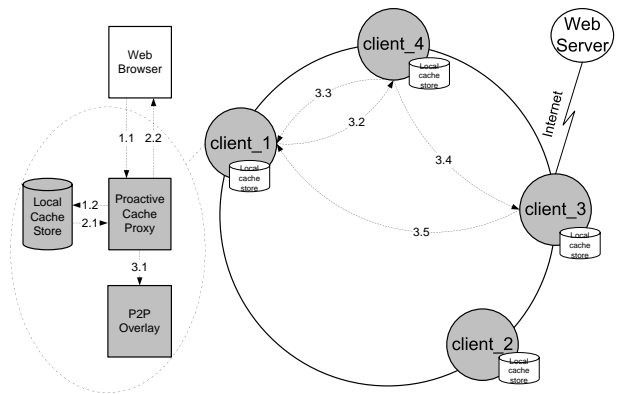 Web
Browser
1.1
2.2
Local
Cache
Store
1.2
2.1
Proactive
Cache
Proxy
3.1
P2P
Overlay
client_4
Local
cache
store
client_1
Local
cache
store
3.3
3.2
3.4
3.5
Web
Server
Internet
client_3
Local
cache
store
client_2
Local
cache
store